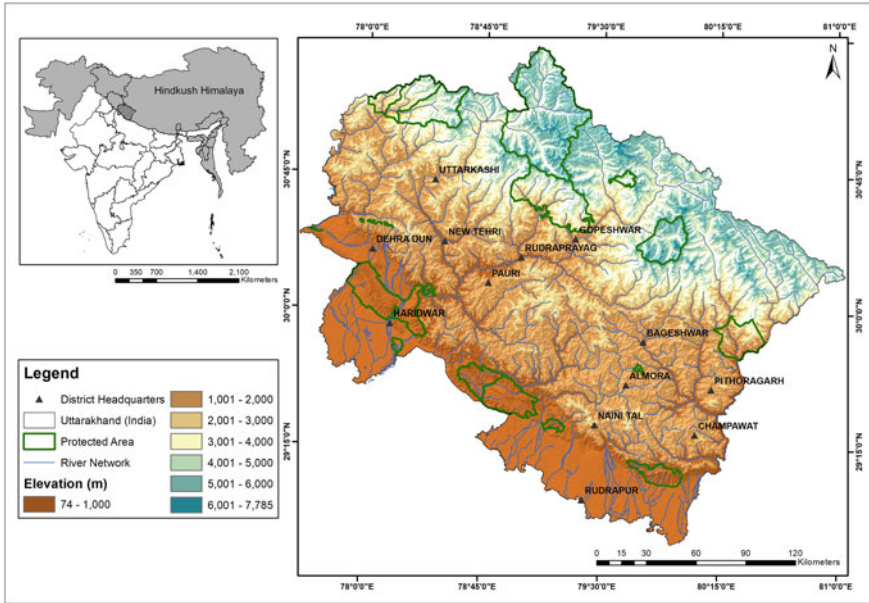 78°0'0"E 78°45'0"E 79°30'0"E 80°15'0"E 81°0'0"E
N
Hindkush Himalaya
0 350 700 1,400 2,100
Kilometers
30°45'0"N
30°45'0"N
UTTARKASHI
GOPESHWAR
NEW TEHRI
DEHRA DUN
RUDRAPRAYAG
PAURI
30°0'0"N
30°0'0"N
HARIDWAR
BAGESHWAR
ALMORA
PITHORAGARH
NAINI TAL
CHAMPAWAT
29°15'0"N
29°15'0"N
RUDRAPUR
Legend
District Headquarters
Uttarakhand (India)
Protected Area
River Network
Elevation (m)
74 - 1,000
1,001 - 2,000
2,001 - 3,000
3,001 - 4,000
4,001 - 5,000
5,001 - 6,000
6,001 - 7,785
0 15 30 60 90 120
Kilometers
78°0'0"E 78°45'0"E 79°30'0"E 80°15'0"E 81°0'0"E